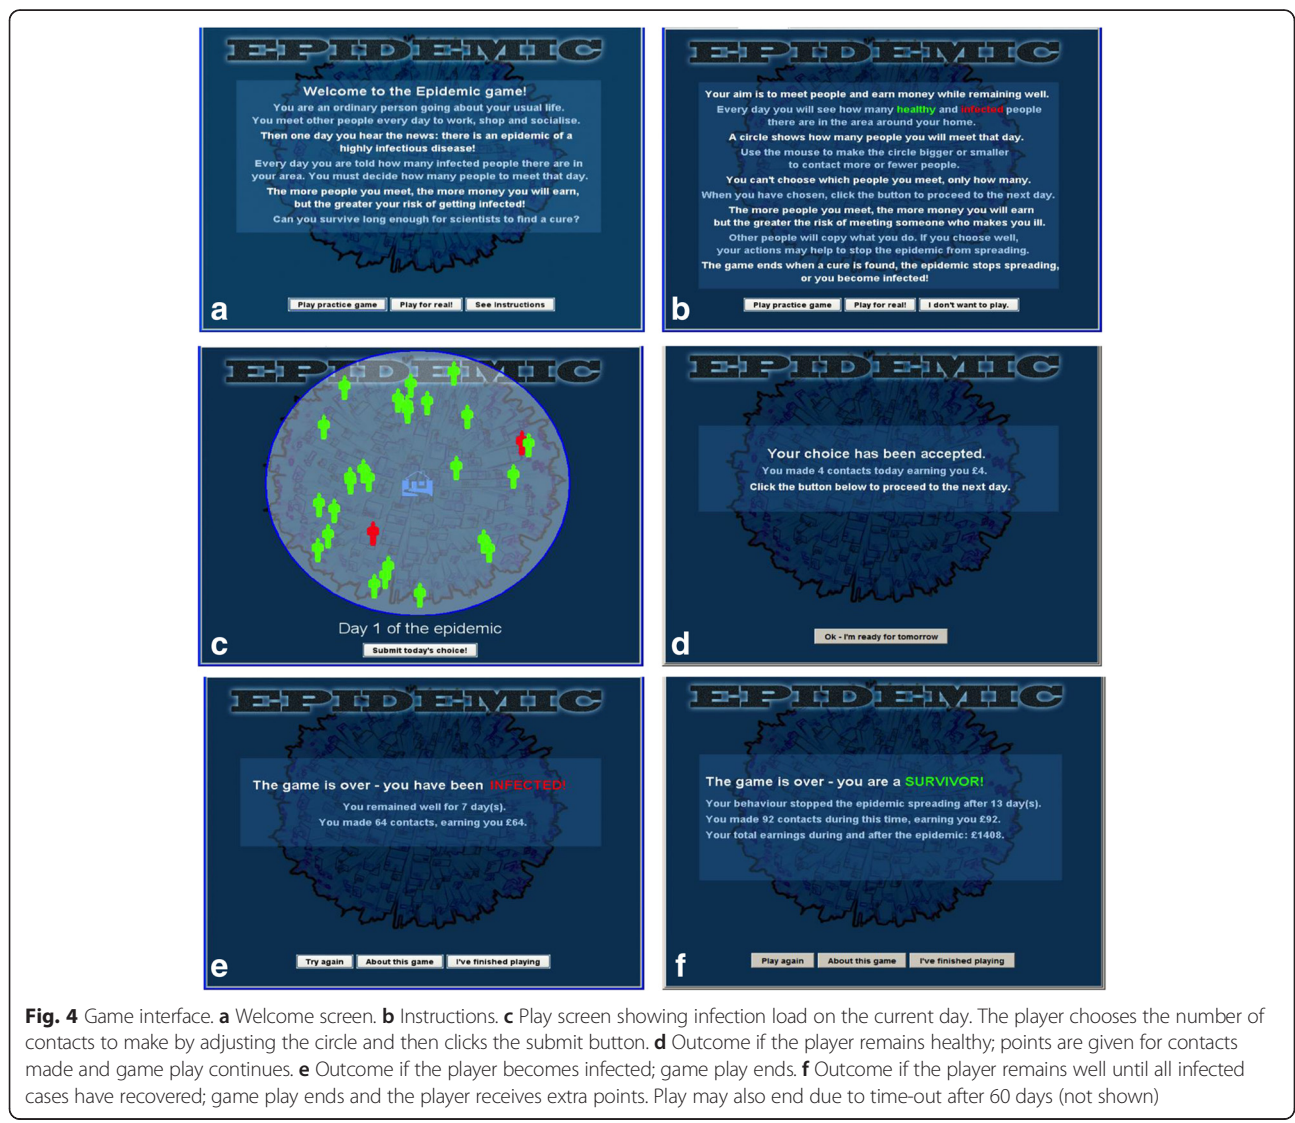 EPIDEMIC
Welcome to the Epidemic game!
You are an ordinary person going about your usual life.
You meet other people every day to work, shop and socialise.
Then one day you hear the news: there is an epidemic of a
highly infectious disease!
Every day you are told how many infected people there are in
your area. You must decide how many people to meet that day.
The more people you meet, the more money you will earn,
but the greater your risk of getting infected!
Can you survive long enough for scientists to find a cure?
Play practice game Play for real! See instructions
a
EPIDEMIC
Your aim is to meet people and earn money while remaining well.
Every day you will see how many healthy and infected people
there are in the area around your home.
A circle shows how many people you will meet that day.
Use the mouse to make the circle bigger or smaller
to contact more or fewer people.
You can't choose which people you meet, only how many.
When you have chosen, click the button to proceed to the next day.
The more people you meet, the more money you will earn
but the greater the risk of meeting someone who makes you ill.
Other people will copy what you do. If you choose well,
your actions may help to stop the epidemic from spreading.
The game ends when a cure is found, the epidemic stops spreading,
or you become infected!
Play practice game Play for real! I don't want to play.
b
EPIDEMIC
Day 1 of the epidemic
Submit today's choice!
c
EPIDEMIC
Your choice has been accepted.
You made 4 contacts today earning you £4.
Click the button below to proceed to the next day.
Ok - I'm ready for tomorrow
d
EPIDEMIC
The game is over - you have been INFECTED!
You remained well for 7 day(s).
You made 64 contacts, earning you £64.
Try again About this game I've finished playing
e
EPIDEMIC
The game is over - you are a SURVIVOR!
Your behaviour stopped the epidemic spreading after 13 day(s).
You made 92 contacts during this time, earning you £92.
Your total earnings during and after the epidemic: £1408.
Play again About this game I've finished playing
f
Fig. 4 Game interface. a Welcome screen. b Instructions. c Play screen showing infection load on the current day. The player chooses the number of
contacts to make by adjusting the circle and then clicks the submit button. d Outcome if the player remains healthy; points are given for contacts
made and game play continues. e Outcome if the player becomes infected; game play ends. f Outcome if the player remains well until all infected
cases have recovered; game play ends and the player receives extra points. Play may also end due to time-out after 60 days (not shown)